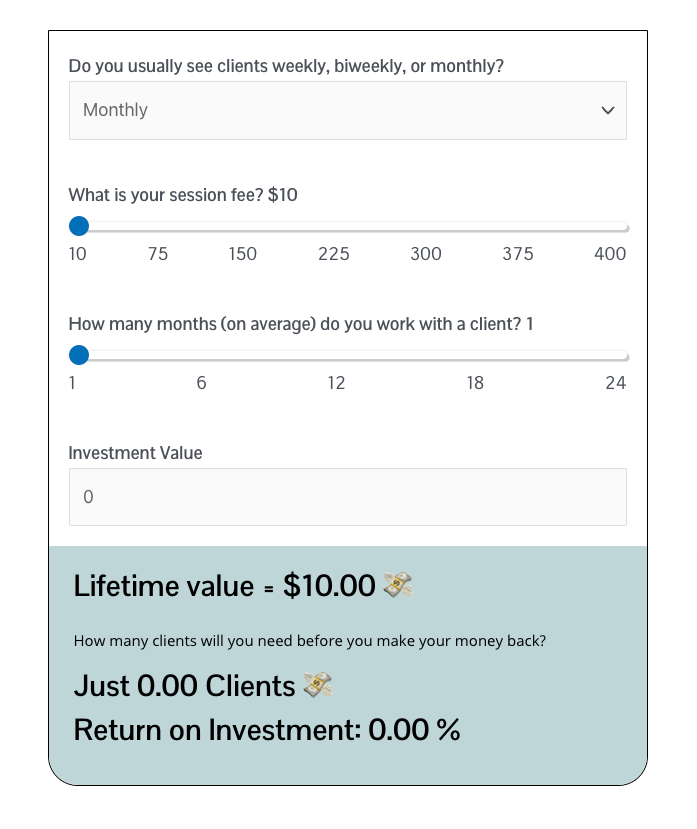 Do you usually see clients weekly, biweekly, or monthly?
Monthly
What is your session fee? $10
10 75 150 225 300 375 400
How many months (on average) do you work with a client? 1
1 6 12 18 24
Investment Value
0
Lifetime value = $10.00 💸
How many clients will you need before you make your money back?
Just 0.00 Clients 💸
Return on Investment: 0.00 %